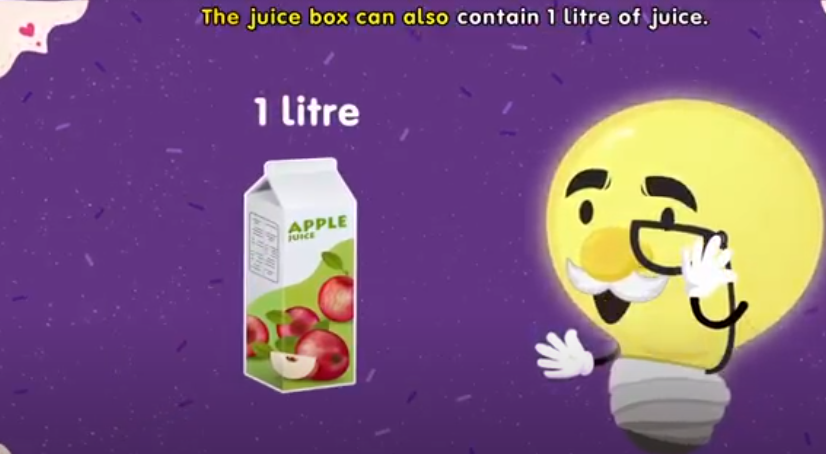 The juice box can also contain 1 litre of juice.
1 litre
APPLE
JUICE